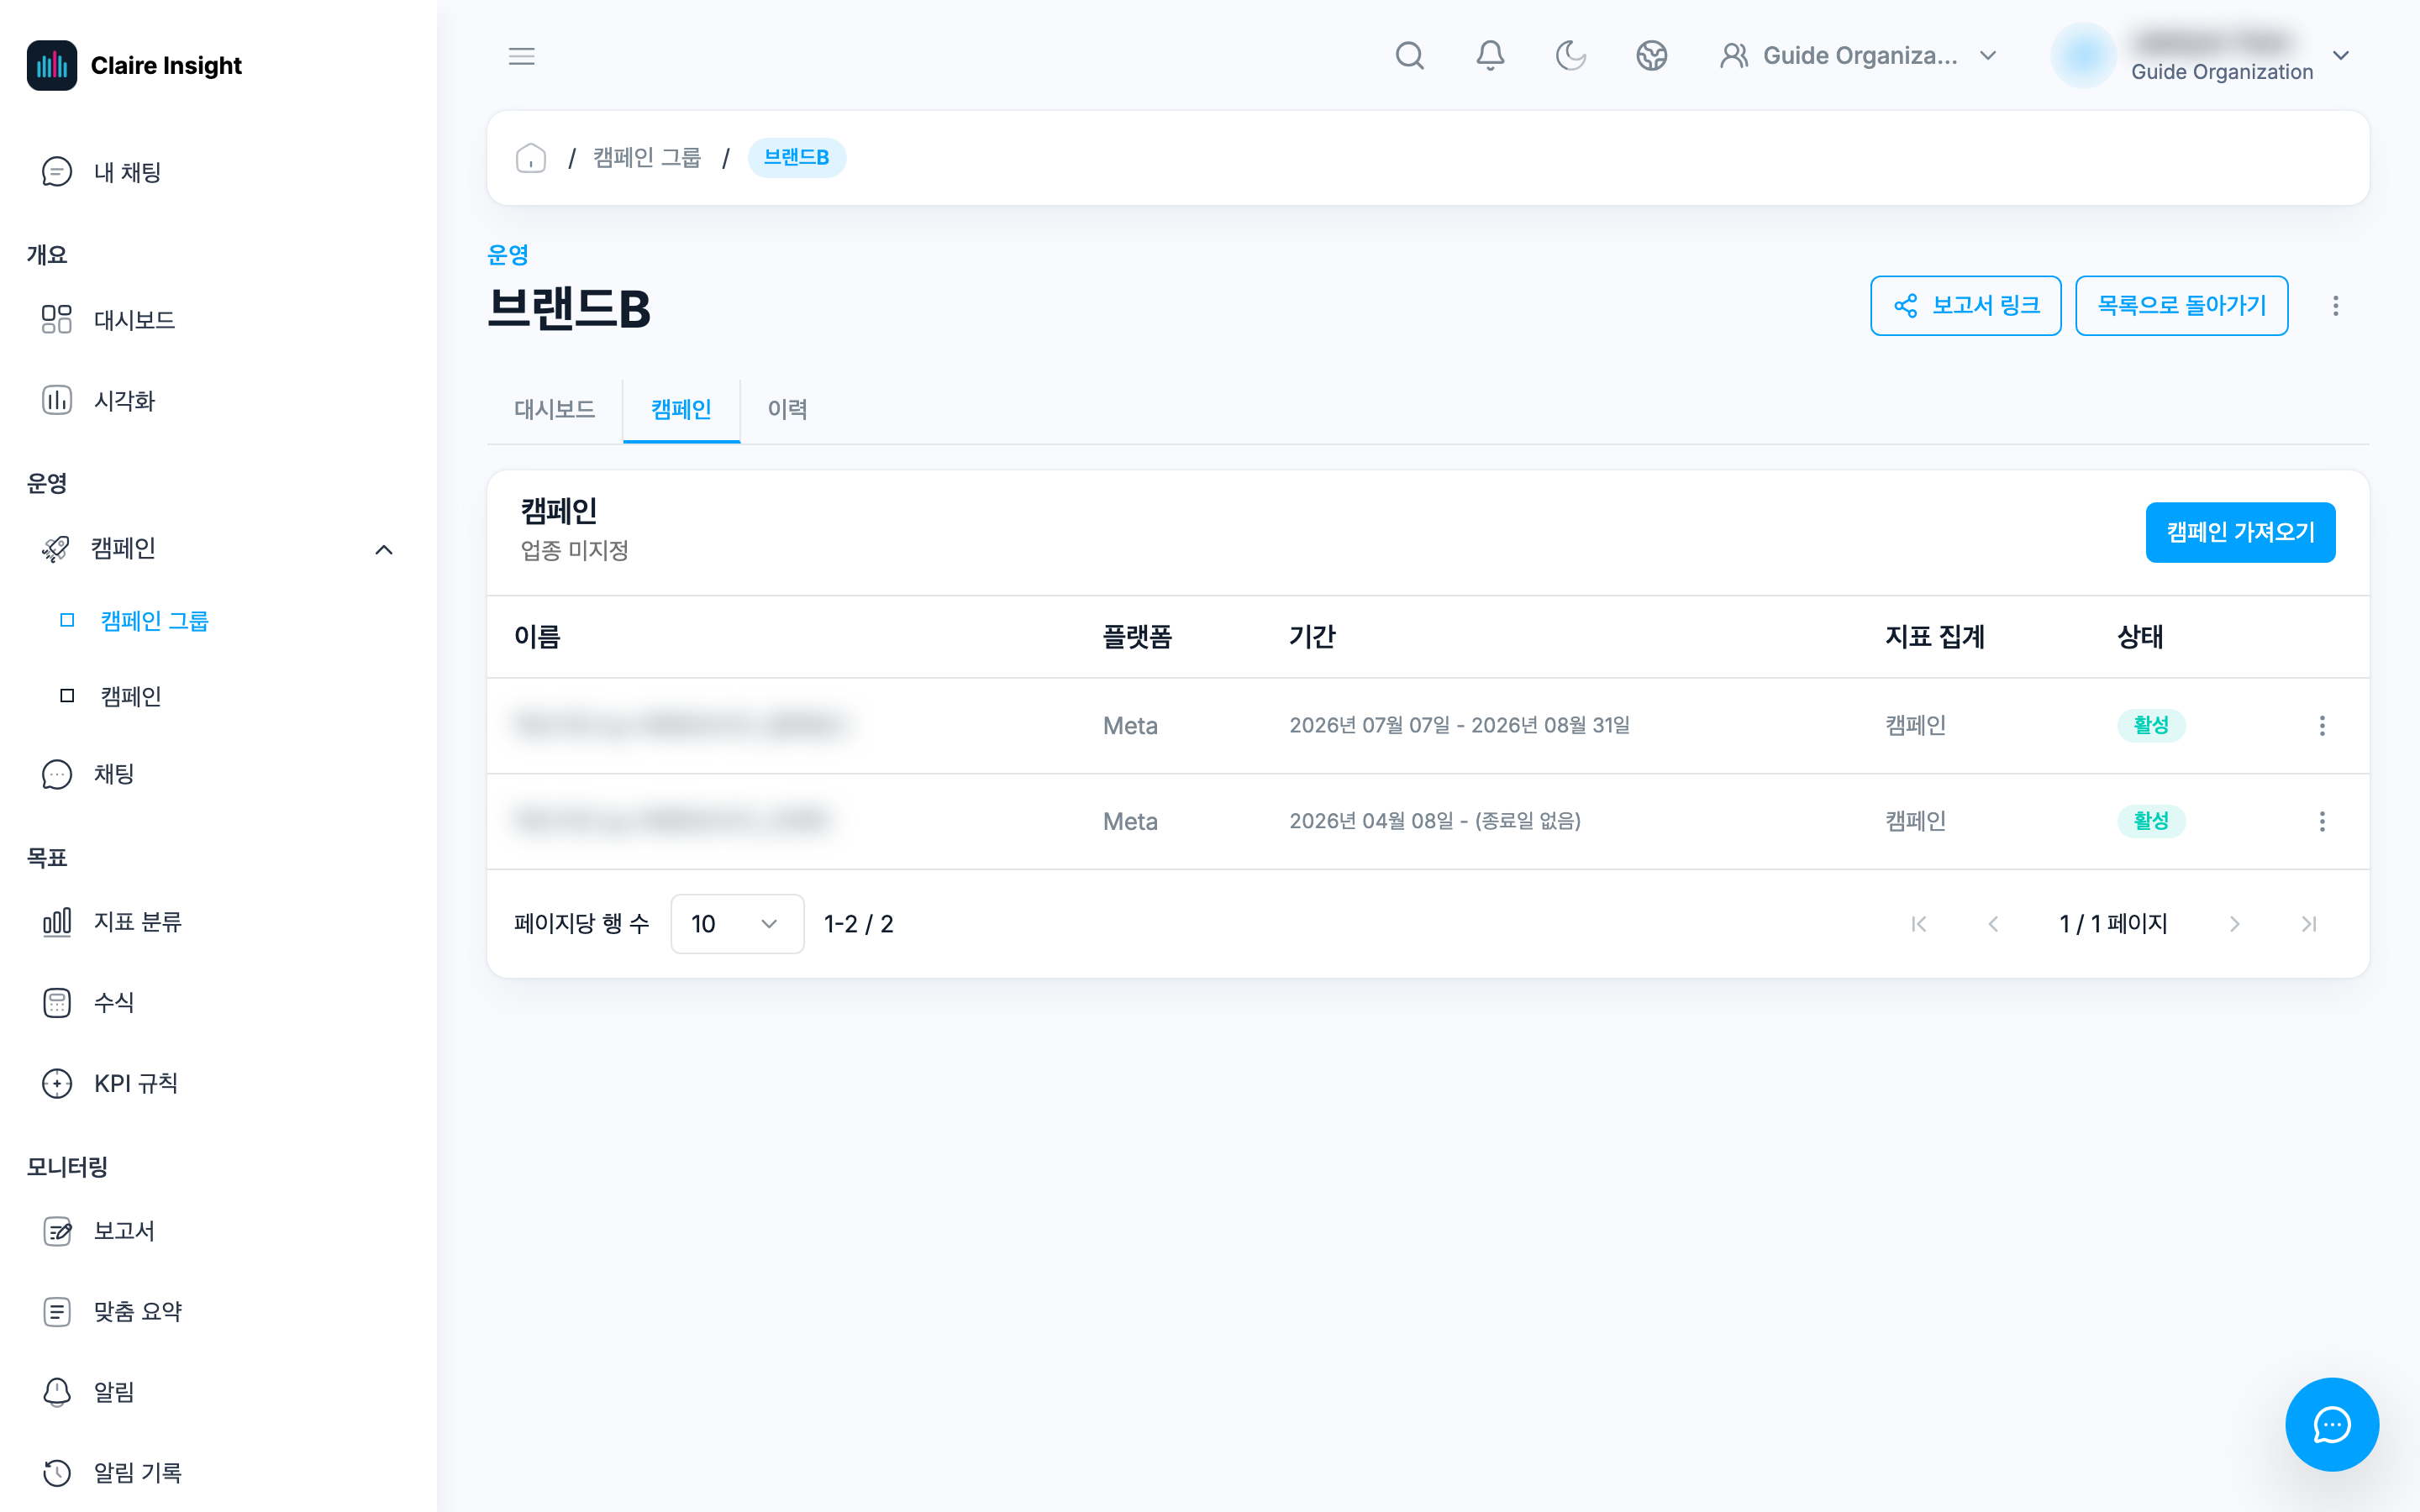 Claire Insight
내 채팅
개요
대시보드
시각화
운영
캠페인
캠페인 그룹
캠페인
채팅
목표
지표 분류
수식
KPI 규칙
모니터링
보고서
맞춤 요약
알림
알림 기록
Guide Organiza...
Guide Organization
/ 캠페인 그룹 / 브랜드B
운영
브랜드B
보고서 링크
목록으로 돌아가기
대시보드 캠페인 이력
캠페인
업종 미지정
캠페인 가져오기
이름 플랫폼 기간 지표 집계 상태
Meta 2026년 07월 07일 - 2026년 08월 31일 캠페인 활성
Meta 2026년 04월 08일 - (종료일 없음) 캠페인 활성
페이지당 행 수 10 1-2 / 2 1 / 1 페이지